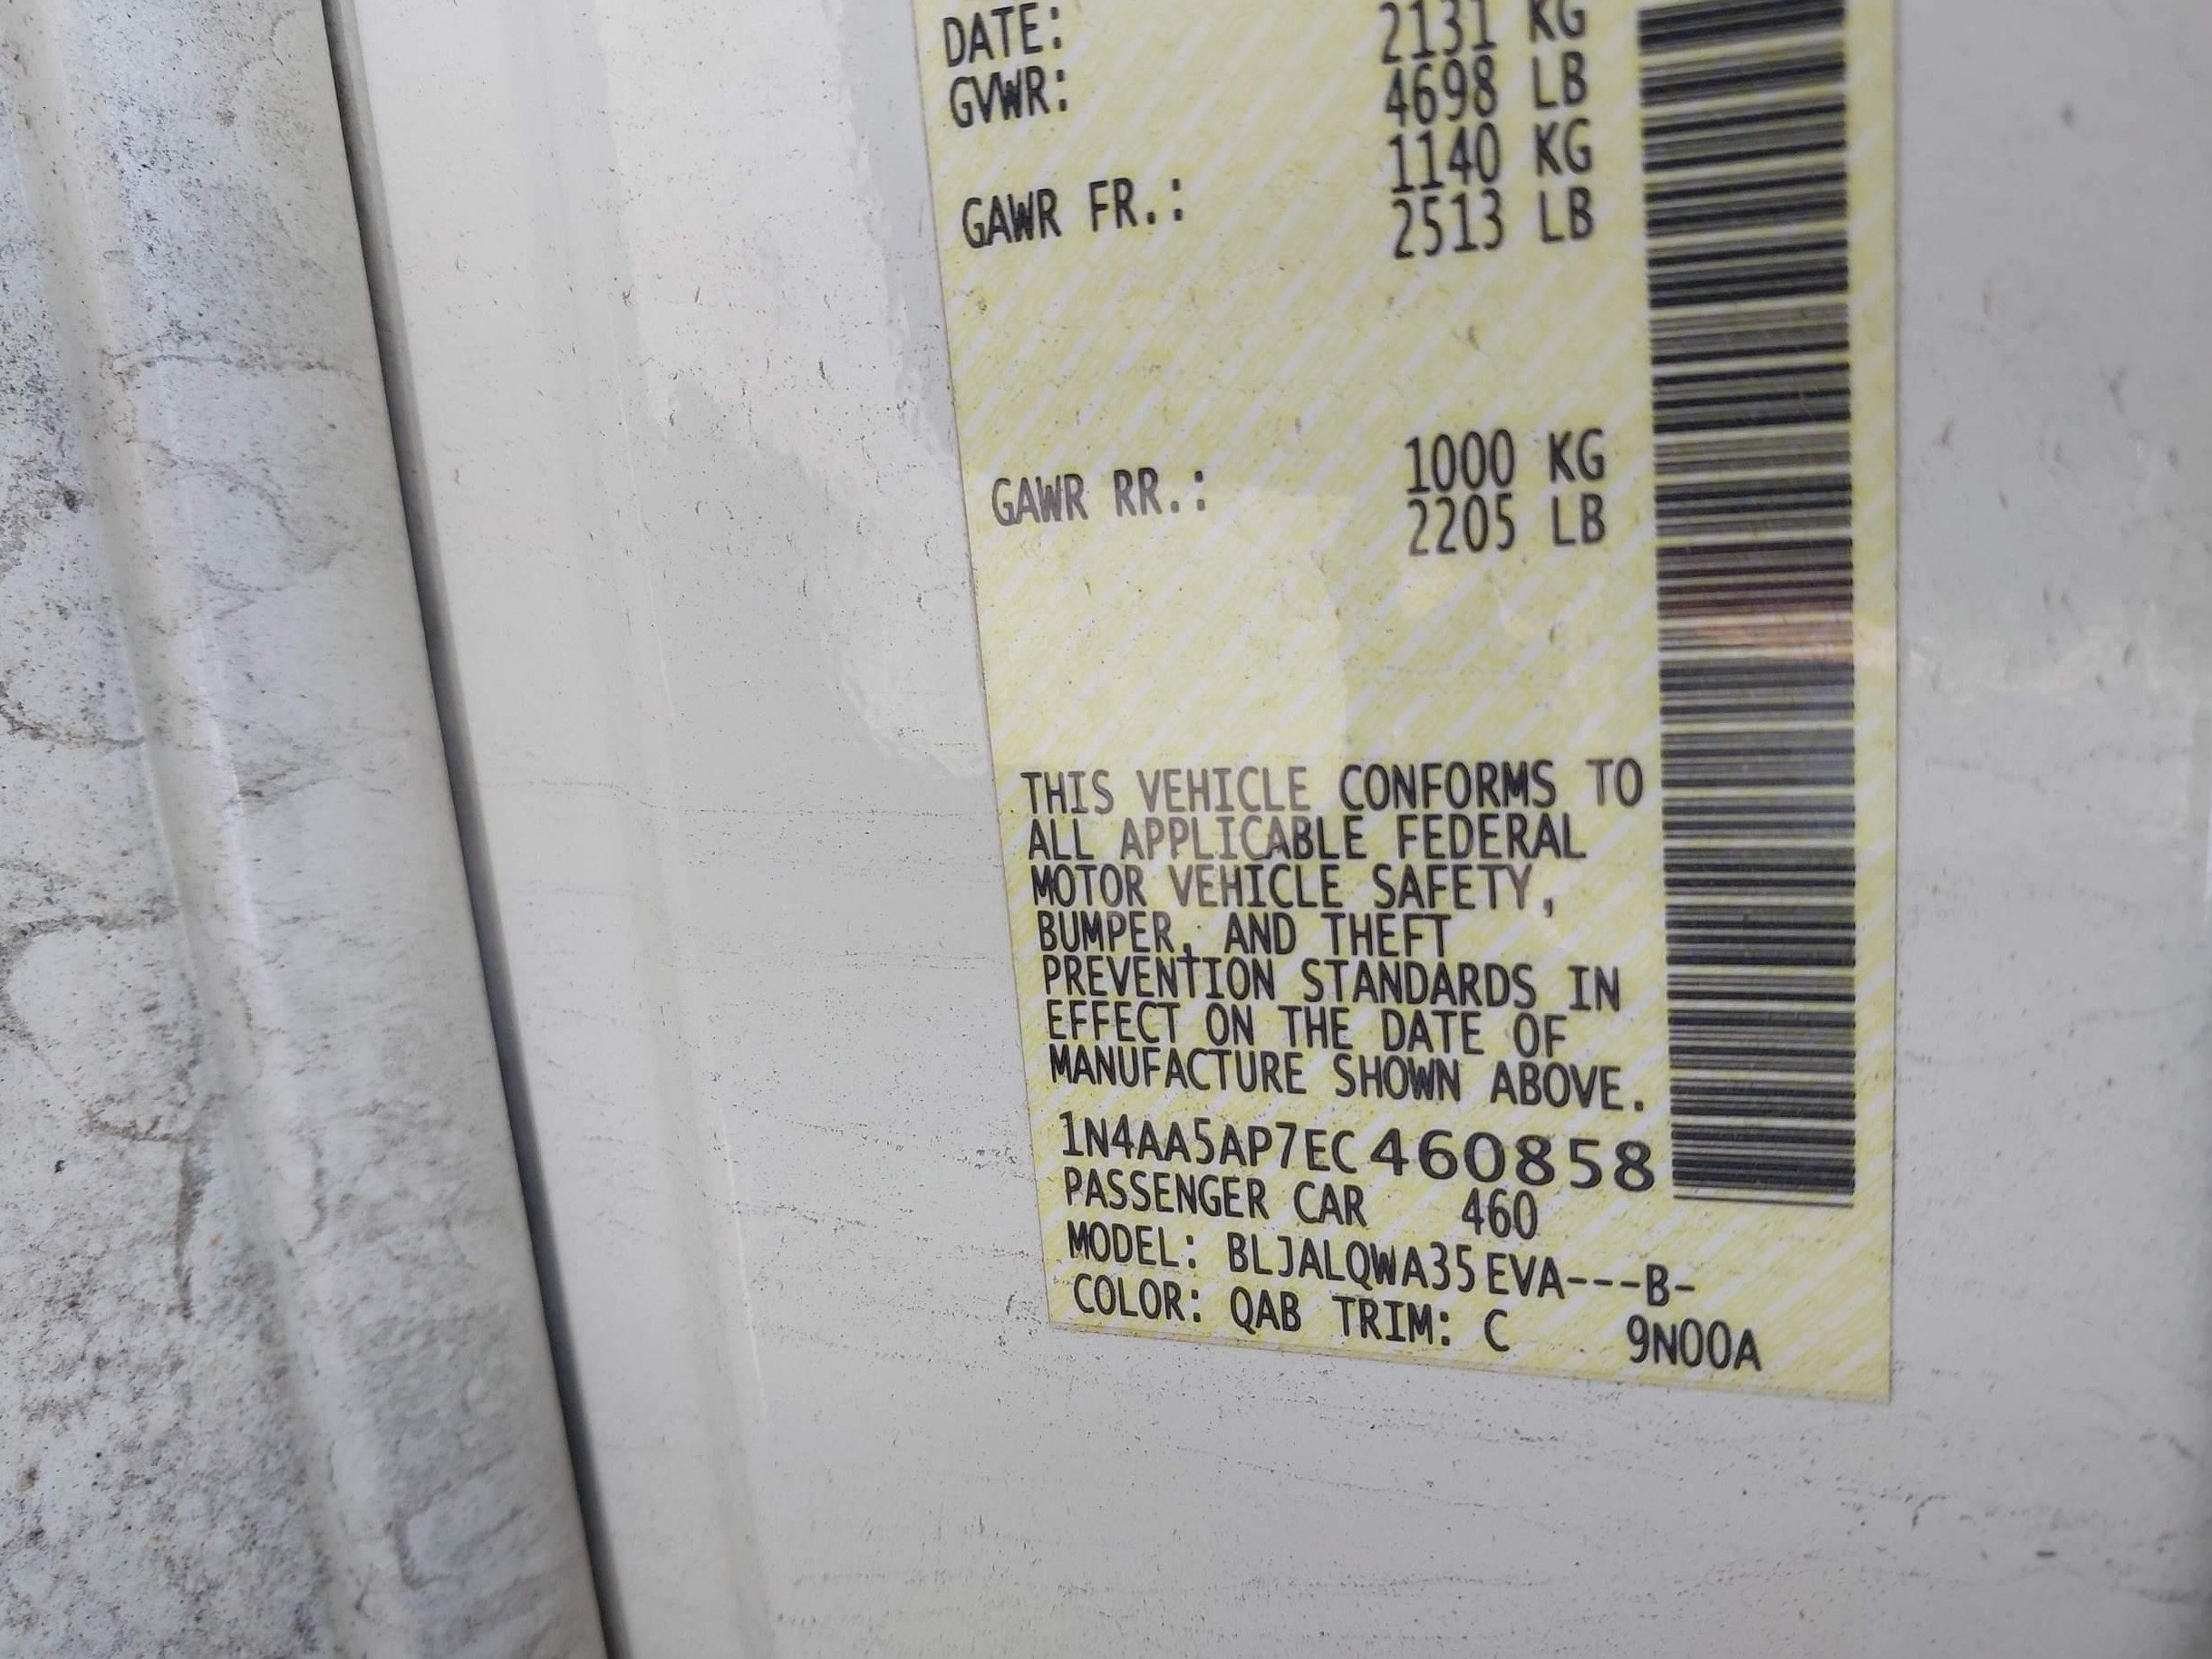 DATE: 2131 KG
GVWR: 4698 LB
1140 KG
GAWR FR.: 2513 LB
1000 KG
GAWR RR.: 2205 LB
THIS VEHICLE CONFORMS TO
ALL APPLICABLE FEDERAL
MOTOR VEHICLE SAFETY,
BUMPER, AND THEFT
PREVENTION STANDARDS IN
EFFECT ON THE DATE OF
MANUFACTURE SHOWN ABOVE.
1N4AA5AP7EC460858
PASSENGER CAR 460
MODEL: BLJALQWA35EVA---B-
COLOR: QAB TRIM: C 9N00A